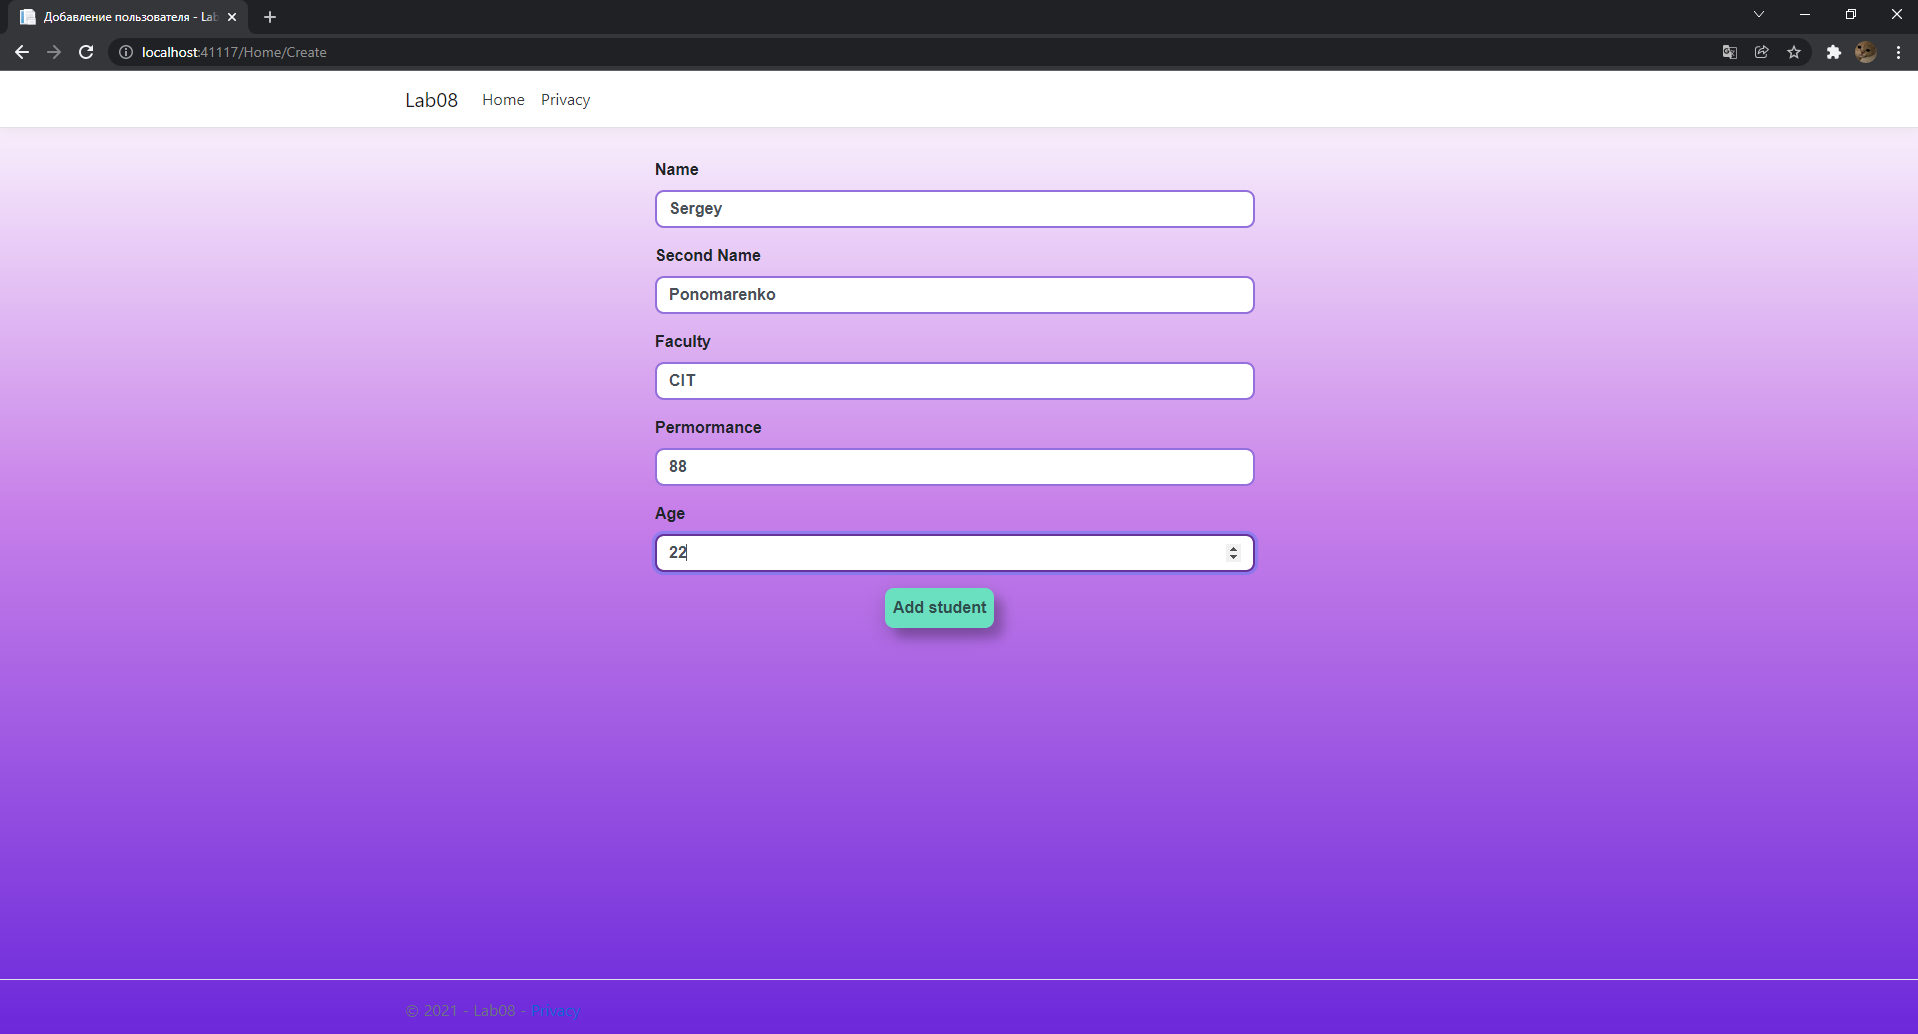 Добавление пользователя - Lab
localhost:41117/Home/Create
Lab08 Home Privacy
Name
Sergey
Second Name
Ponomarenko
Faculty
CIT
Permormance
88
Age
22
Add student
© 2021 - Lab08 - Privacy